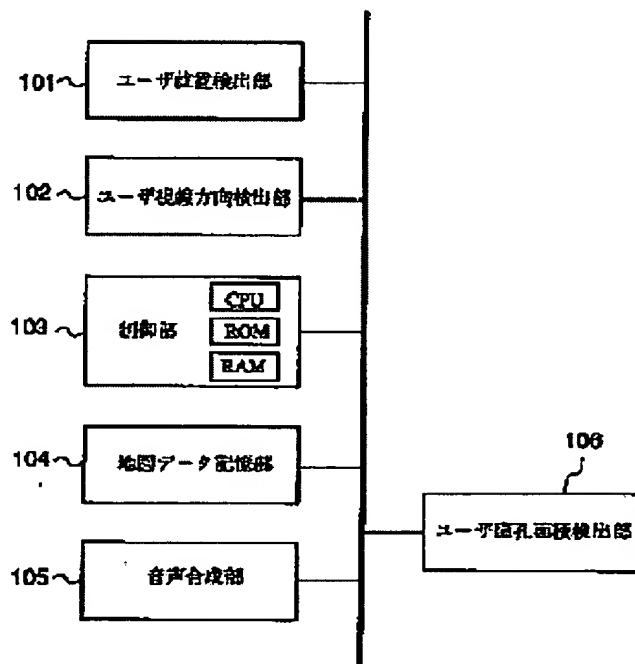 101
ユーザ位置検出部
102
ユーザ視線方向検出部
103
制御部
CPU
ROM
RAM
104
地図データ記憶部
105
音声合成部
106
ユーザ瞳孔面積検出部